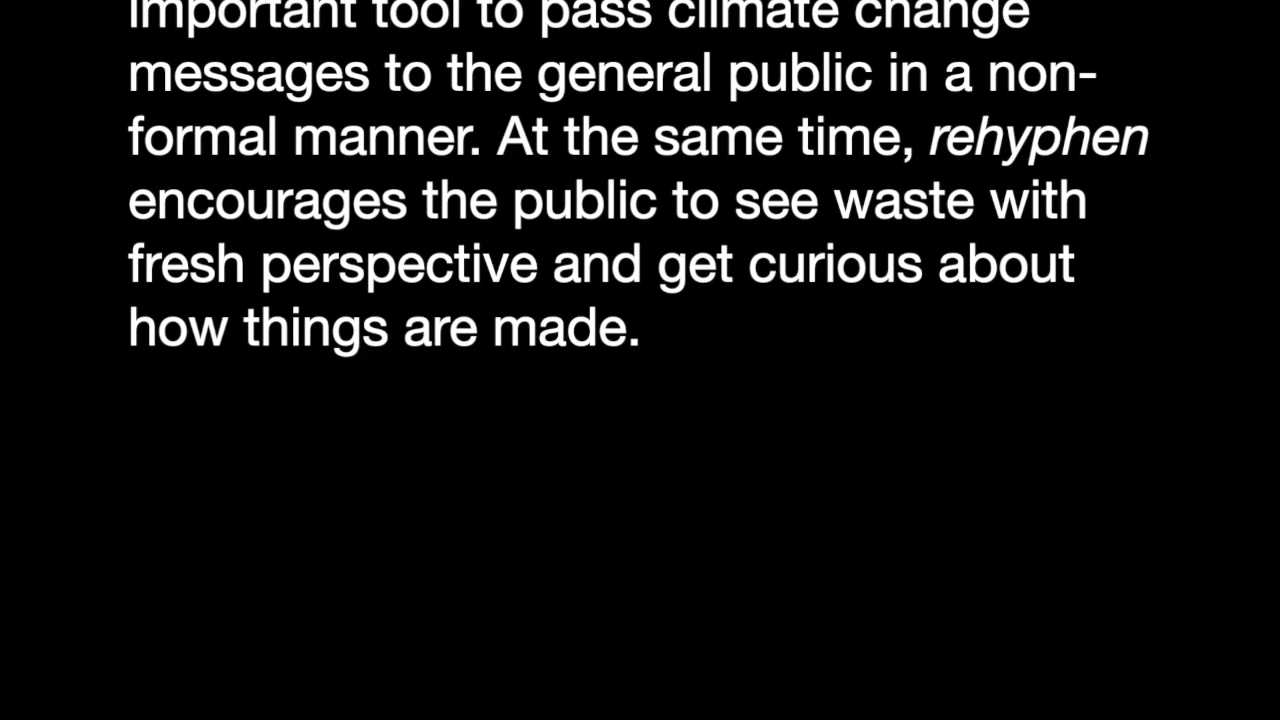 important tool to pass climate change
messages to the general public in a non-
formal manner. At the same time, rehyphen
encourages the public to see waste with
fresh perspective and get curious about
how things are made.